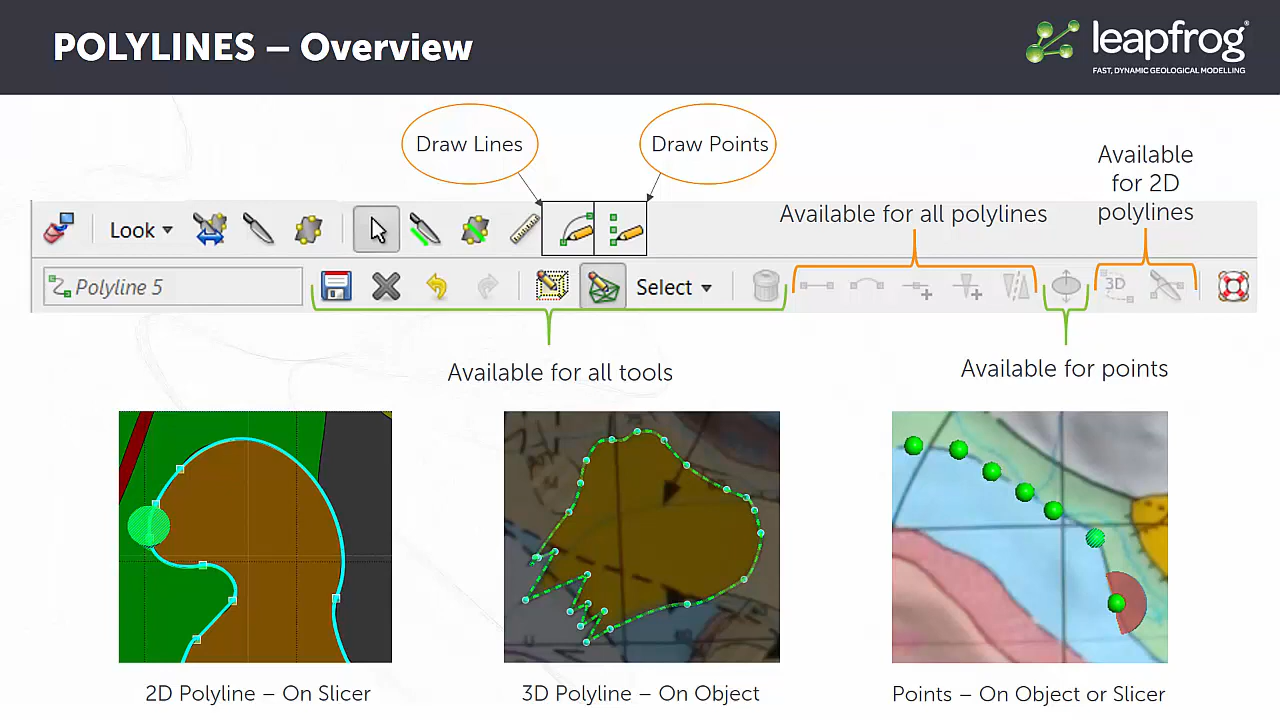 POLYLINES – Overview
leapfrog®
FAST, DYNAMIC GEOLOGICAL MODELLING
Draw Lines
Draw Points
Available
for 2D
polylines
Available for all polylines
Look
Polyline 5
Select
3D
Available for all tools
Available for points
2D Polyline – On Slicer
3D Polyline – On Object
Points – On Object or Slicer